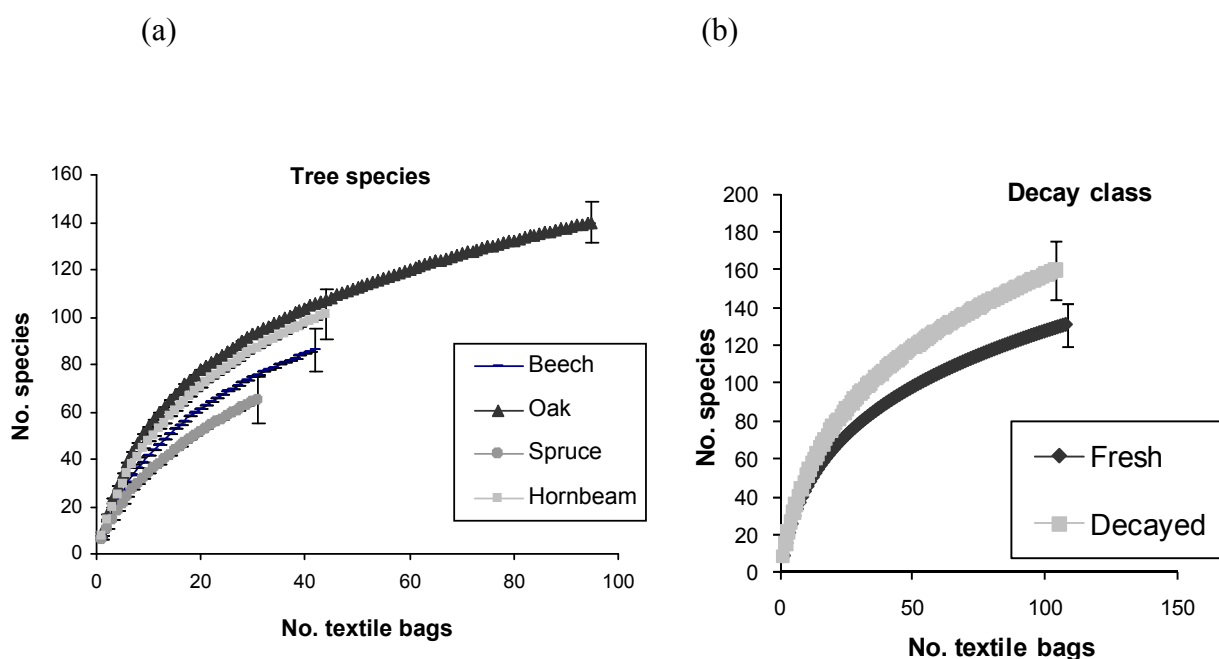 (a)
Tree species
No. species
160
140
120
100
80
60
40
20
0
0 20 40 60 80 100
No. textile bags
Beech
Oak
Spruce
Hornbeam
(b)
Decay class
No. species
200
180
160
140
120
100
80
60
40
20
0
0 50 100 150
No. textile bags
Fresh
Decayed